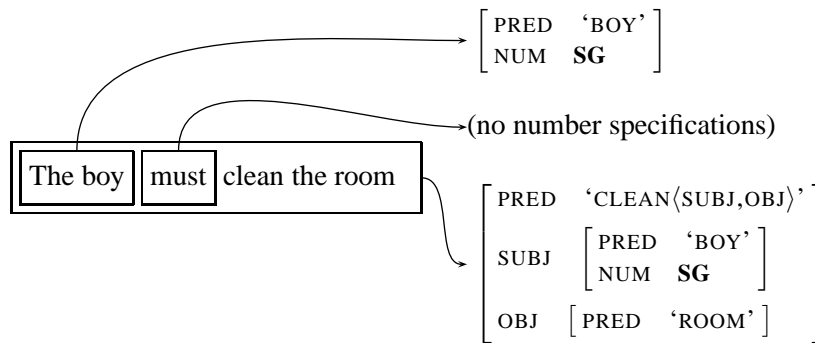 PRED ‘BOY’
NUM SG
(no number specifications)
The boy must clean the room
PRED ‘CLEAN⟨SUBJ,OBJ⟩’
SUBJ [PRED ‘BOY’
NUM SG]
OBJ [PRED ‘ROOM’]